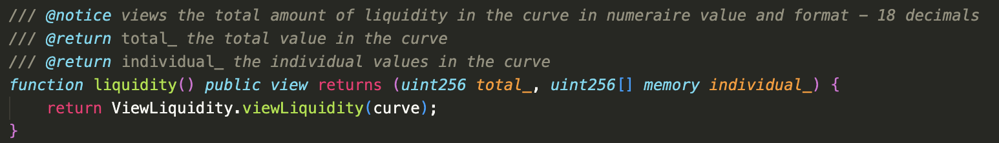 /// @notice views the total amount of liquidity in the curve in numeraire value and format - 18 decimals
/// @return total_ the total value in the curve
/// @return individual_ the individual values in the curve
function liquidity() public view returns (uint256 total_, uint256[] memory individual_) {
    return ViewLiquidity.viewLiquidity(curve);
}